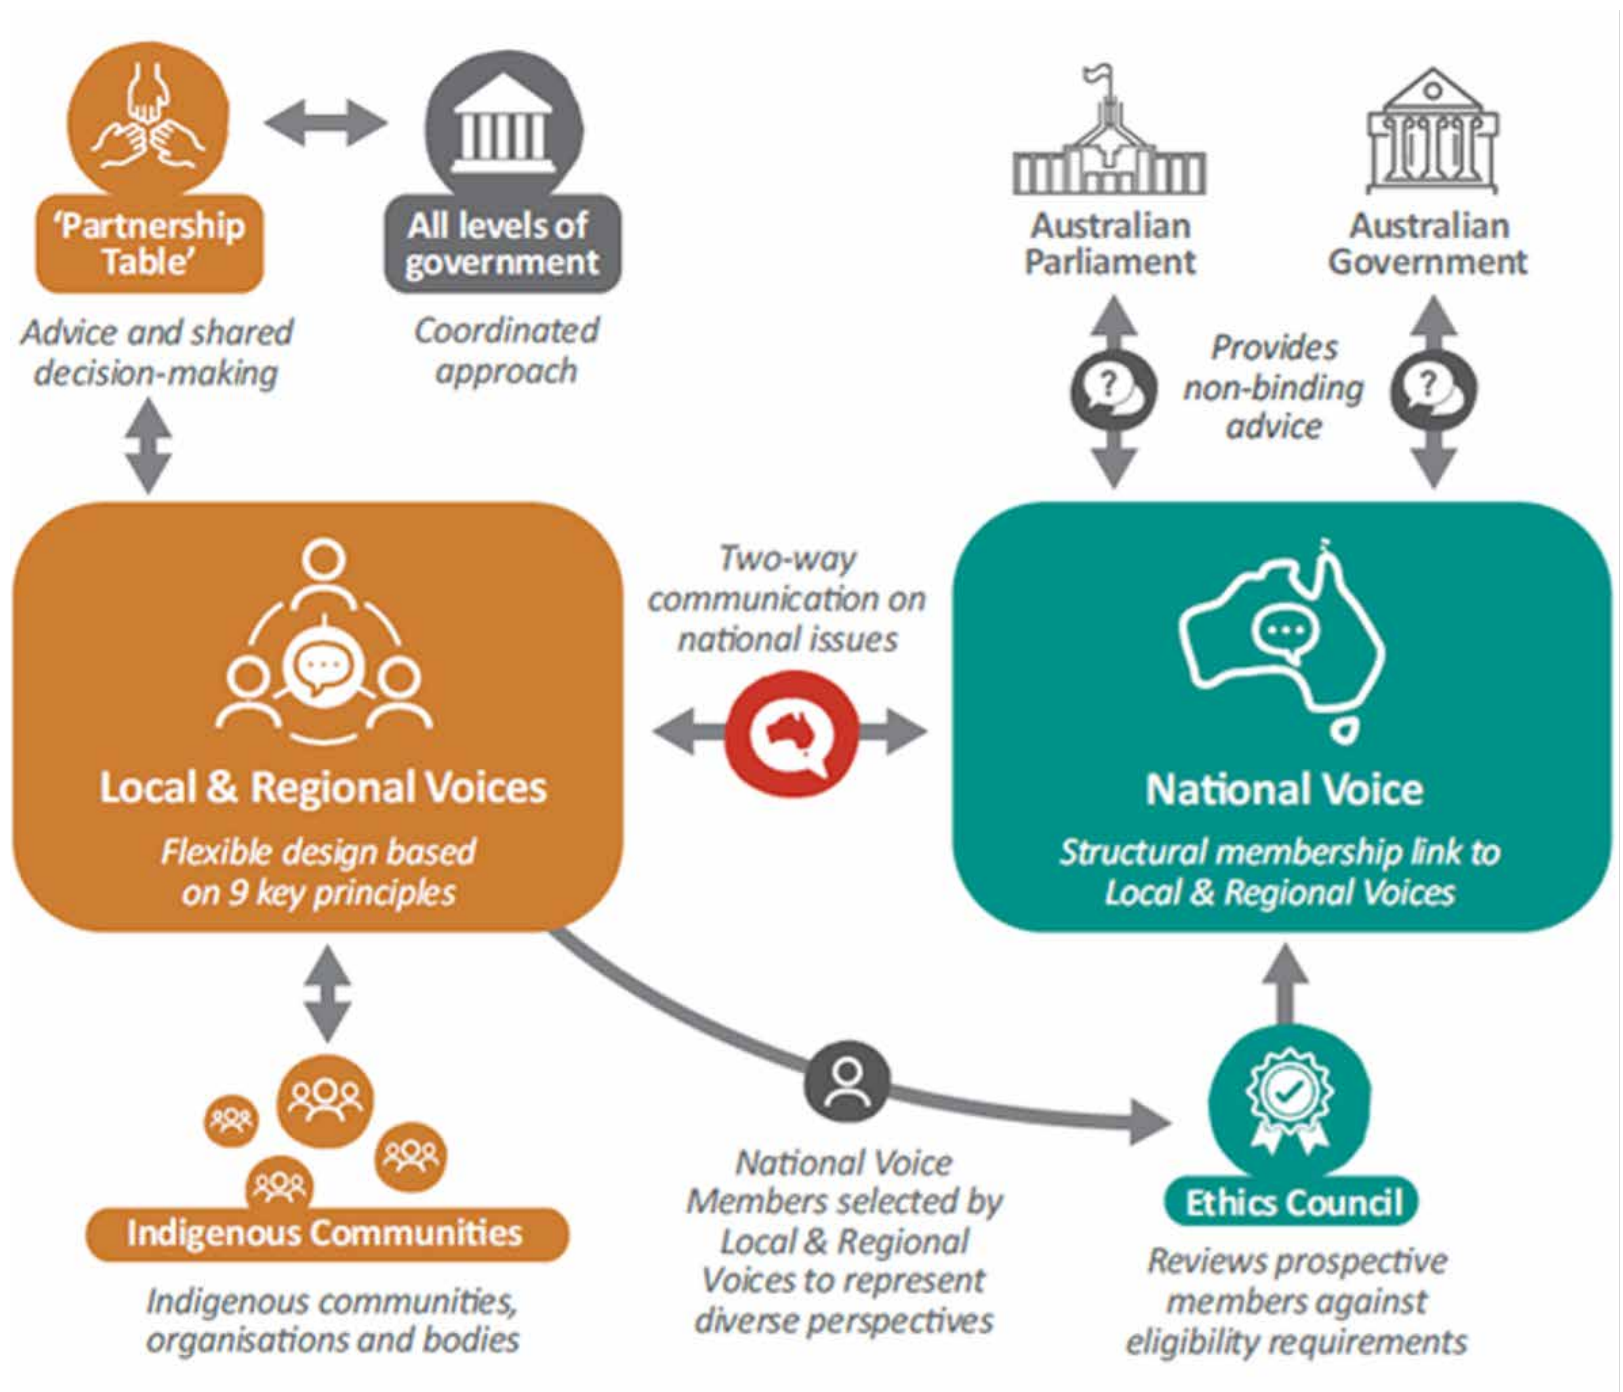 ‘Partnership
Table’
All levels of
government
Advice and shared
decision-making
Coordinated
approach
Australian
Parliament
Australian
Government
?
Provides
non-binding
advice
?
Local & Regional Voices
Flexible design based
on 9 key principles
Two-way
communication on
national issues
National Voice
Structural membership link to
Local & Regional Voices
Indigenous Communities
Indigenous communities,
organisations and bodies
National Voice
Members selected by
Local & Regional
Voices to represent
diverse perspectives
Ethics Council
Reviews prospective
members against
eligibility requirements